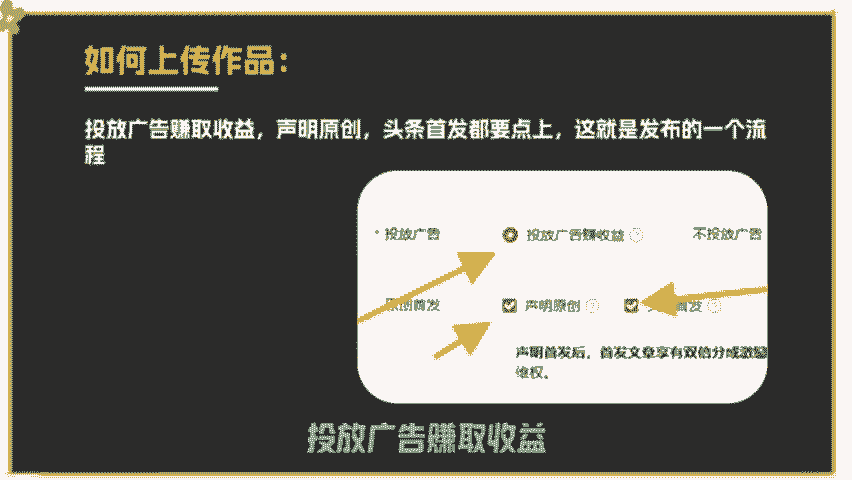 如何上传作品：
投放广告赚取收益，声明原创，头条首发都要点上，这就是发布的一个流
程
* 投放广告 投放广告赚收益 不投放广告
原创首发 声明原创 首发
声明首发后，首发文章享有双倍分成激励
维权。
投放广告赚取收益